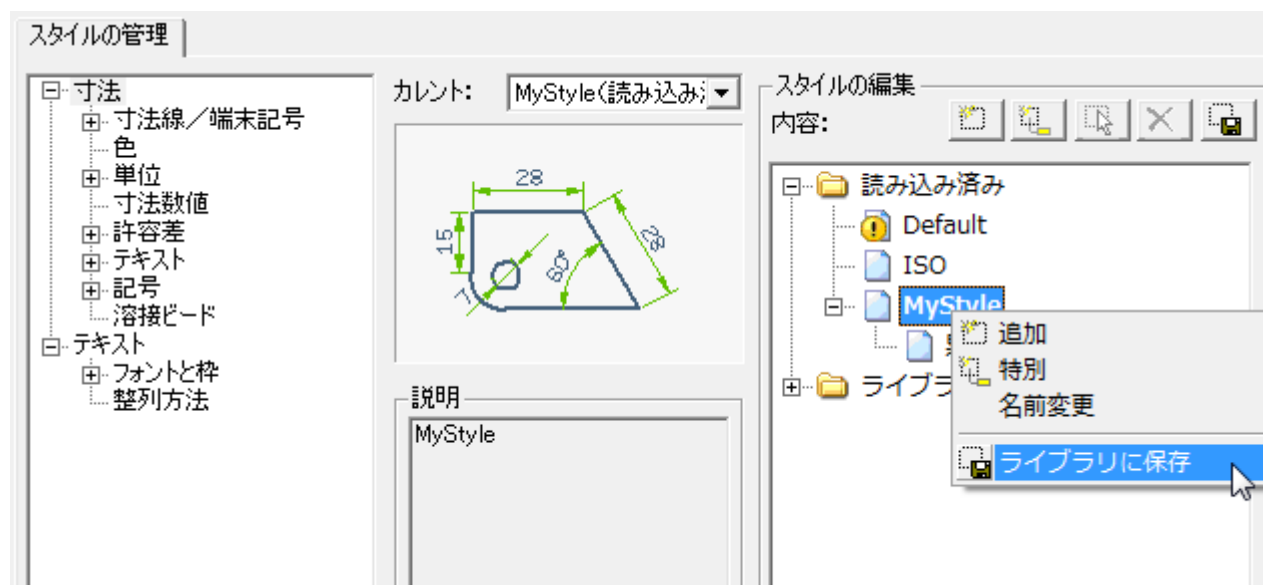 スタイルの管理
寸法
寸法線／端末記号
色
単位
寸法数値
許容差
テキスト
記号
溶接ビード
テキスト
フォントと枠
整列方法
カレント:
MyStyle(読み込み
28
15
28
60°
7
説明
MyStyle
スタイルの編集
内容:
読み込み済み
Default
ISO
MyStyle
ライブラ
追加
特別
名前変更
ライブラリに保存